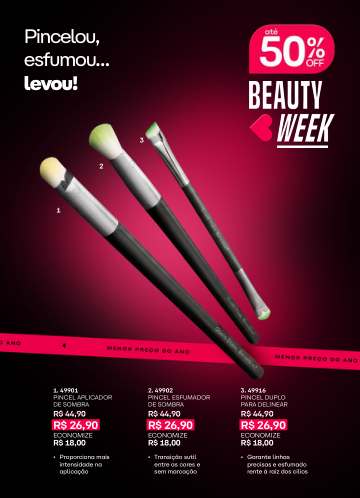 Pincelou,
esfumou...
levou!
até
50%
OFF
BEAUTY
WEEK
1
2
3
O ANO
MENOR PREÇO DO ANO
MENOR PREÇO DO ANO
1. 49901
PINCEL APLICADOR
DE SOMBRA
R$ 44,90
R$ 26,90
ECONOMIZE
R$ 18,00
• Proporciona mais
intensidade na
aplicação
2. 49902
PINCEL ESFUMADOR
DE SOMBRA
R$ 44,90
R$ 26,90
ECONOMIZE
R$ 18,00
• Transição sutil
entre as cores e
sem marcação
3. 49916
PINCEL DUPLO
PARA DELINEAR
R$ 44,90
R$ 26,90
ECONOMIZE
R$ 18,00
• Garante linhas
precisas e esfumado
rente à raiz dos cílios